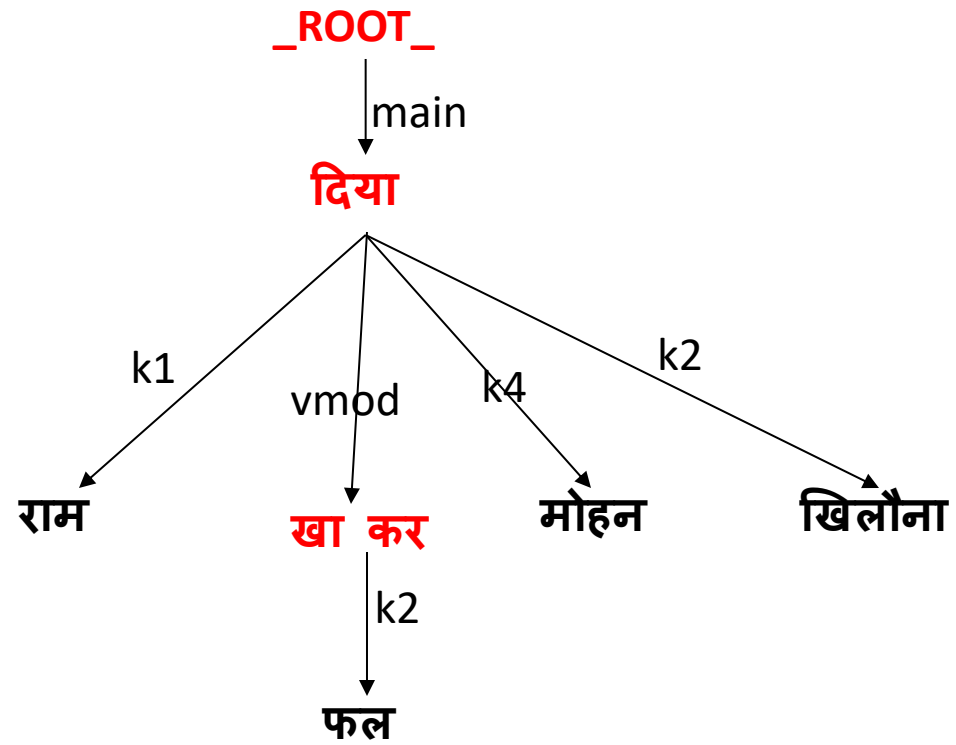 _ROOT_
main
दिया
k1
vmod
k4
k2
राम
खा कर
मोहन
खिलौना
k2
फल